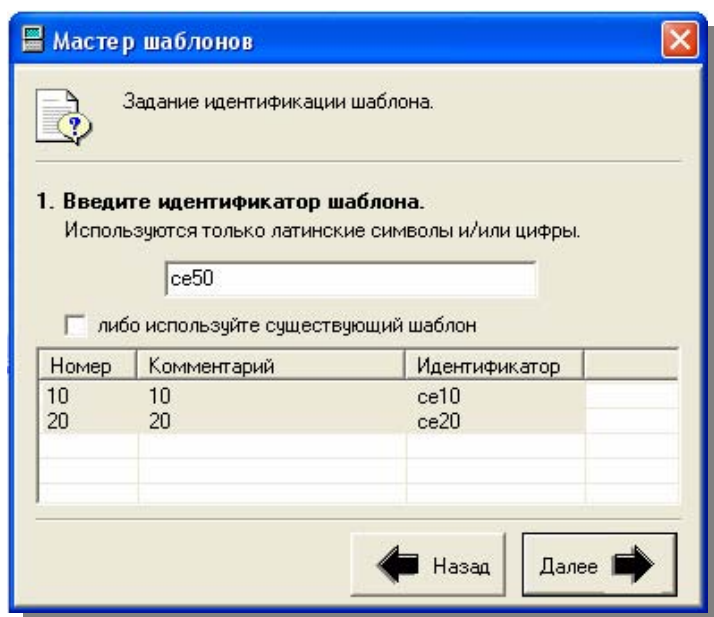 Мастер шаблонов
Задание идентификации шаблона.
1. Введите идентификатор шаблона.
Используются только латинские символы и/или цифры.
ce50
либо используйте существующий шаблон
Номер Комментарий Идентификатор
10 10 ce10
20 20 ce20
Назад Далее